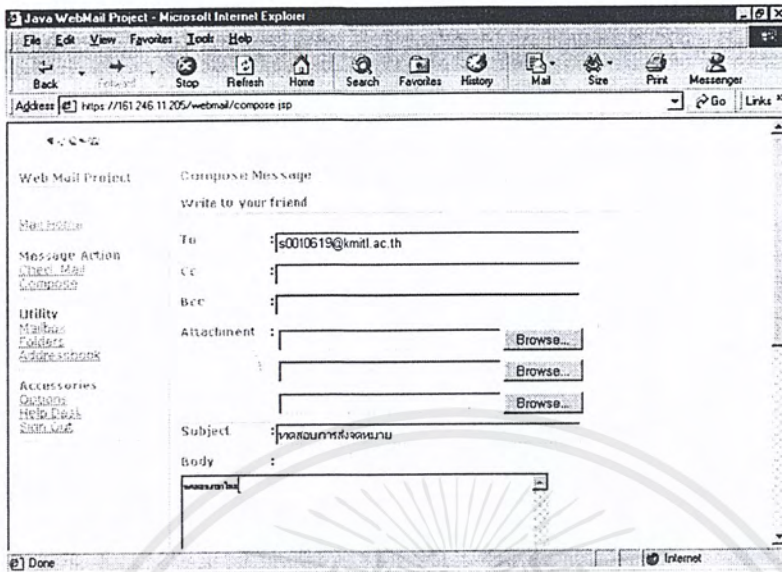 Java WebMail Project - Microsoft Internet Explorer
File Edit View Favorites Tools Help
Back Forward Stop Refresh Home Search Favorites History Mail Size Print Messenger
Address https://161.246.11.205/webmail/compose.jsp Go Links
Web Mail Project
Compose Message
Write to your friend
Mail Home
To : s0010619@kmitl.ac.th
Message Action
Check Mail
Cc :
Compose
Bcc :
Utility
Mailbox
Attachment : Browse...
Folders
Addressbook
Browse...
Accessories
Options
Browse...
Help Desk
Sign Out
Subject : ทดสอบการส่งจดหมาย
Body :
Done Internet